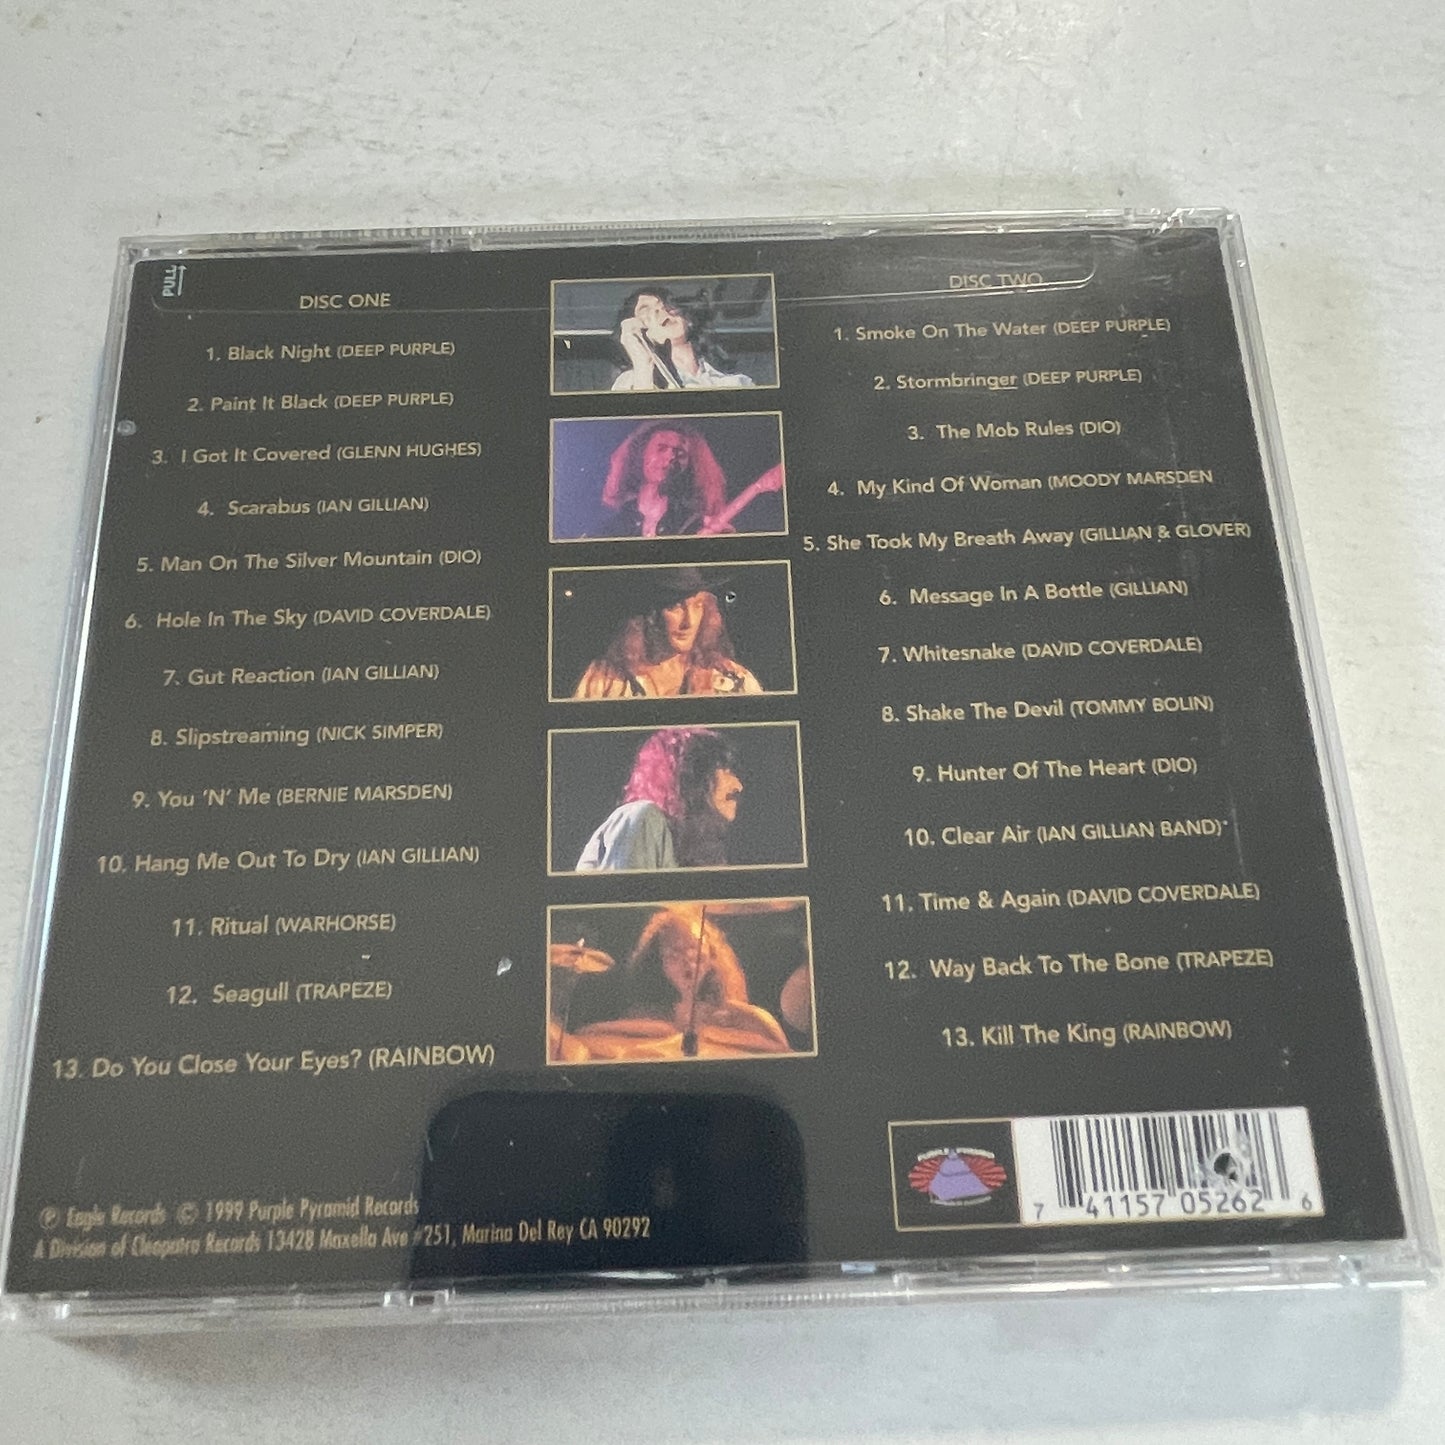 PULL
DISC ONE
1. Black Night (DEEP PURPLE)
2. Paint It Black (DEEP PURPLE)
3. I Got It Covered (GLENN HUGHES)
4. Scarabus (IAN GILLIAN)
5. Man On The Silver Mountain (DIO)
6. Hole In The Sky (DAVID COVERDALE)
7. Gut Reaction (IAN GILLIAN)
8. Slipstreaming (NICK SIMPER)
9. You 'N' Me (BERNIE MARSDEN)
10. Hang Me Out To Dry (IAN GILLIAN)
11. Ritual (WARHORSE)
12. Seagull (TRAPEZE)
13. Do You Close Your Eyes? (RAINBOW)
DISC TWO
1. Smoke On The Water (DEEP PURPLE)
2. Stormbringer (DEEP PURPLE)
3. The Mob Rules (DIO)
4. My Kind Of Woman (MOODY MARSDEN
5. She Took My Breath Away (GILLIAN & GLOVER)
6. Message In A Bottle (GILLIAN)
7. Whitesnake (DAVID COVERDALE)
8. Shake The Devil (TOMMY BOLIN)
9. Hunter Of The Heart (DIO)
10. Clear Air (IAN GILLIAN BAND)
11. Time & Again (DAVID COVERDALE)
12. Way Back To The Bone (TRAPEZE)
13. Kill The King (RAINBOW)
℗ Eagle Records © 1999 Purple Pyramid Records
A Division of Cleopatra Records 13428 Maxella Ave #251, Marina Del Rey CA 90292
PURPLE PYRAMID
7 41157 05262 6